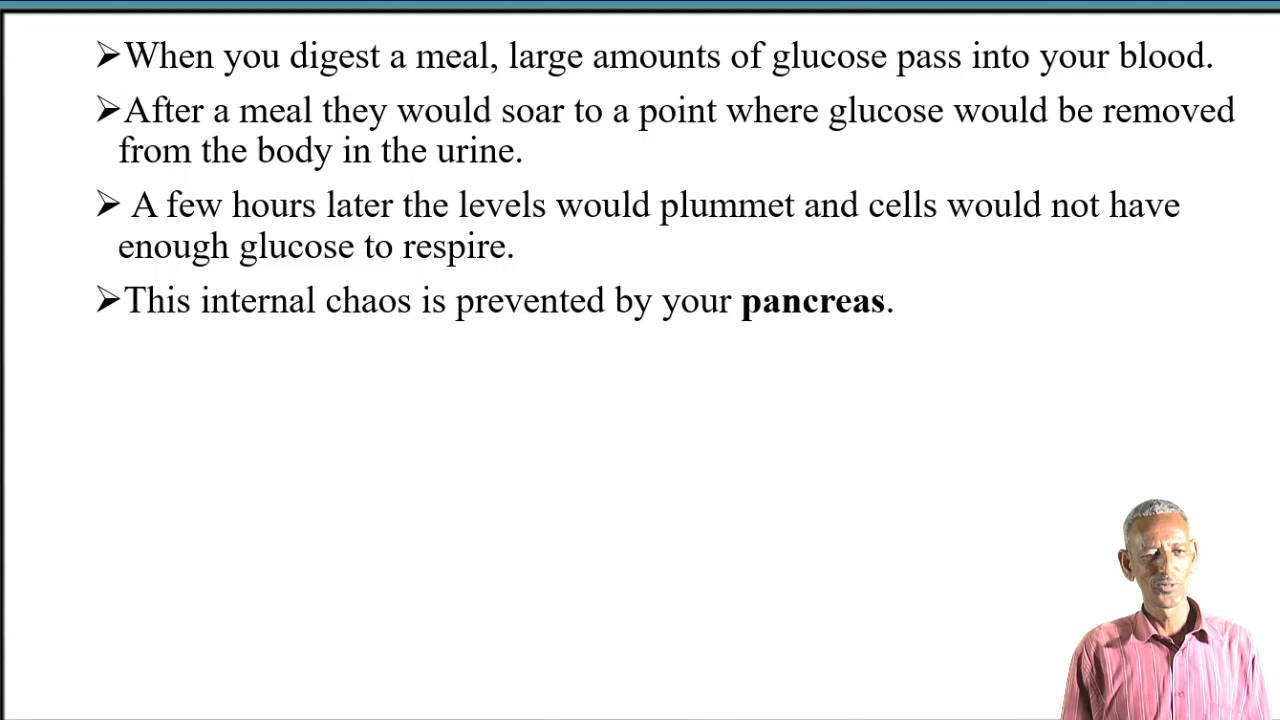 ➢When you digest a meal, large amounts of glucose pass into your blood.
➢After a meal they would soar to a point where glucose would be removed
from the body in the urine.
➢ A few hours later the levels would plummet and cells would not have
enough glucose to respire.
➢This internal chaos is prevented by your pancreas.